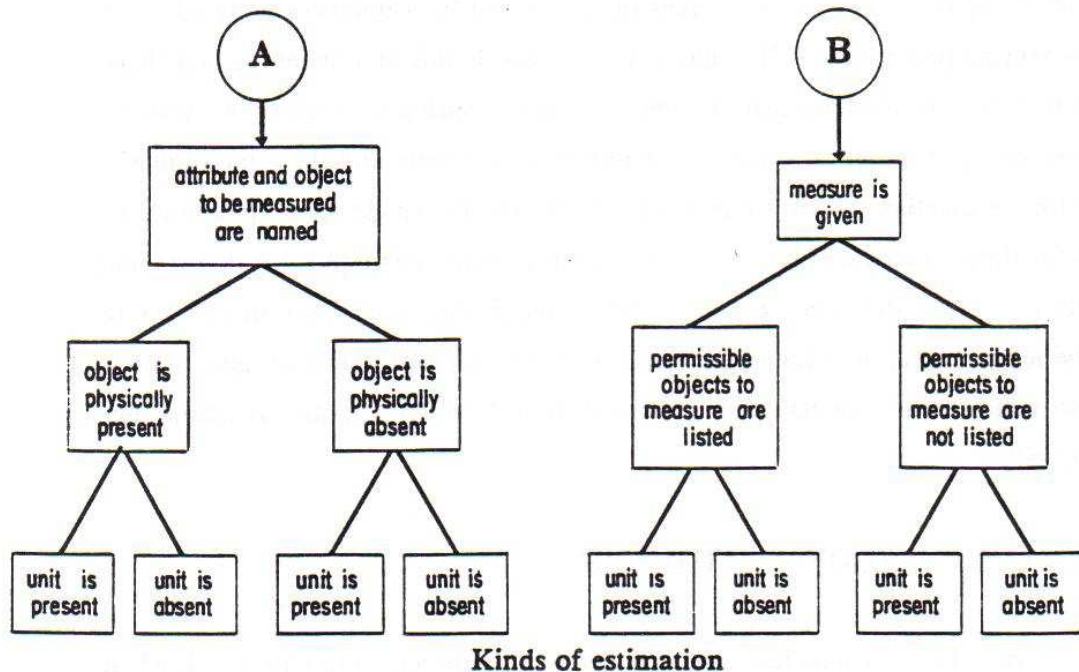 A
B
attribute and object
to be measured
are named
measure is
given
object is
physically
present
object is
physically
absent
permissible
objects to
measure are
listed
permissible
objects to
measure are
not listed
unit is
present
unit is
absent
unit is
present
unit is
absent
unit is
present
unit is
absent
unit is
present
unit is
absent
Kinds of estimation